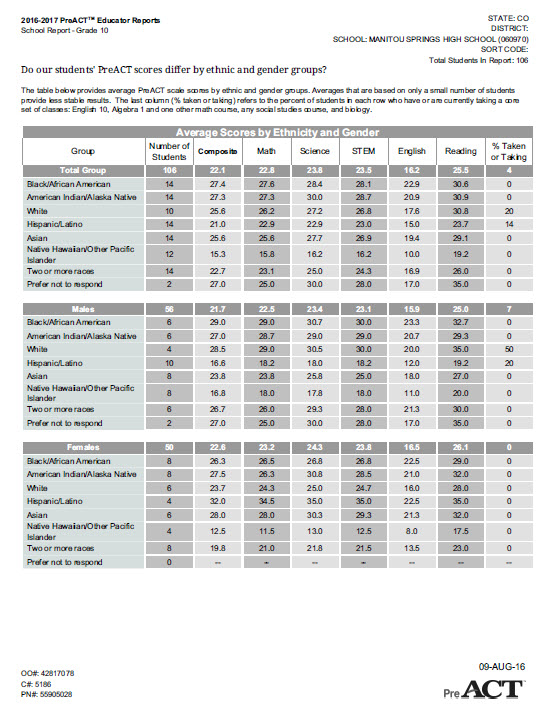 2016-2017 PreACT™ Educator Reports
School Report - Grade 10
STATE: CO
DISTRICT:
SCHOOL: MANITOU SPRINGS HIGH SCHOOL (060970)
SORT CODE:
Total Students In Report: 106
Do our students' PreACT scores differ by ethnic and gender groups?
The table below provides average PreACT scale scores by ethnic and gender groups. Averages that are based on only a small number of students
provide less stable results. The last column (% taken or taking) refers to the percent of students in each row who have or are currently taking a core
set of classes: English 10, Algebra 1 and one other math course, any social studies course, and biology.
Average Scores by Ethnicity and Gender
Group Number of Students Composite Math Science STEM English Reading % Taken or Taking
Total Group 106 22.1 22.8 23.8 23.5 16.2 25.5 4
Black/African American 14 27.4 27.6 28.4 28.1 22.9 30.6 0
American Indian/Alaska Native 14 27.3 27.3 30.0 28.7 20.9 30.9 0
White 10 25.6 26.2 27.2 26.8 17.6 30.8 20
Hispanic/Latino 14 21.0 22.9 22.9 23.0 15.0 23.7 14
Asian 14 25.6 25.6 27.7 26.9 19.4 29.1 0
Native Hawaiian/Other Pacific Islander 12 15.3 15.8 16.2 16.2 10.0 19.2 0
Two or more races 14 22.7 23.1 25.0 24.3 16.9 26.0 0
Prefer not to respond 2 27.0 25.0 30.0 28.0 17.0 35.0 0
Males 56 21.7 22.5 23.4 23.1 15.9 25.0 7
Black/African American 6 29.0 29.0 30.7 30.0 23.3 32.7 0
American Indian/Alaska Native 6 27.0 28.7 29.0 29.0 20.7 29.3 0
White 4 28.5 29.0 30.5 30.0 20.0 35.0 50
Hispanic/Latino 10 16.6 18.2 18.0 18.2 12.0 19.2 20
Asian 8 23.8 23.8 25.8 25.0 18.0 27.0 0
Native Hawaiian/Other Pacific Islander 8 16.8 18.0 17.8 18.0 11.0 20.0 0
Two or more races 6 26.7 26.0 29.3 28.0 21.3 30.0 0
Prefer not to respond 2 27.0 25.0 30.0 28.0 17.0 35.0 0
Females 50 22.6 23.2 24.3 23.8 16.5 26.1 0
Black/African American 8 26.3 26.5 26.8 26.8 22.5 29.0 0
American Indian/Alaska Native 8 27.5 26.3 30.8 28.5 21.0 32.0 0
White 6 23.7 24.3 25.0 24.7 16.0 28.0 0
Hispanic/Latino 4 32.0 34.5 35.0 35.0 22.5 35.0 0
Asian 6 28.0 28.0 30.3 29.3 21.3 32.0 0
Native Hawaiian/Other Pacific Islander 4 12.5 11.5 13.0 12.5 8.0 17.5 0
Two or more races 8 19.8 21.0 21.8 21.5 13.5 23.0 0
Prefer not to respond 0 -- -- -- -- -- -- --
OO#: 42817078
C#: 5186
PN#: 55905028
09-AUG-16
PreACT